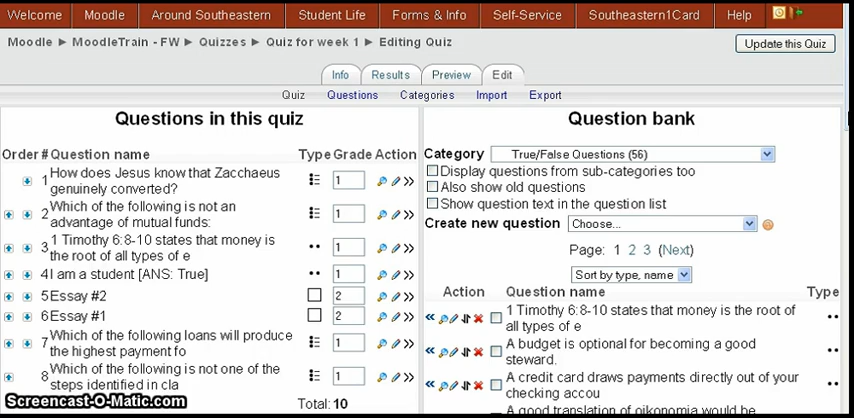 Welcome Moodle Around Southeastern Student Life Forms & Info Self-Service Southeastern1Card Help
Moodle ► MoodleTrain - FW ► Quizzes ► Quiz for week 1 ► Editing Quiz
Update this Quiz
Info Results Preview Edit
Quiz Questions Categories Import Export
Questions in this quiz
Order # Question name Type Grade Action
1 How does Jesus know that Zacchaeus
genuinely converted?
1
2 Which of the following is not an
advantage of mutual funds:
1
3 1 Timothy 6:8-10 states that money is
the root of all types of e
1
4 I am a student [ANS: True] 1
5 Essay #2 2
6 Essay #1 2
7 Which of the following loans will produce
the highest payment fo
1
8 Which of the following is not one of the
steps identified in cla
1
Total: 10
Question bank
Category True/False Questions (56)
Display questions from sub-categories too
Also show old questions
Show question text in the question list
Create new question Choose...
Page: 1 2 3 (Next)
Sort by type, name
Action Question name Type
1 Timothy 6:8-10 states that money is the root of
all types of e
A budget is optional for becoming a good
steward.
A credit card draws payments directly out of your
checking accou
A good translation of oikonomia would be
Screencast-O-Matic.com